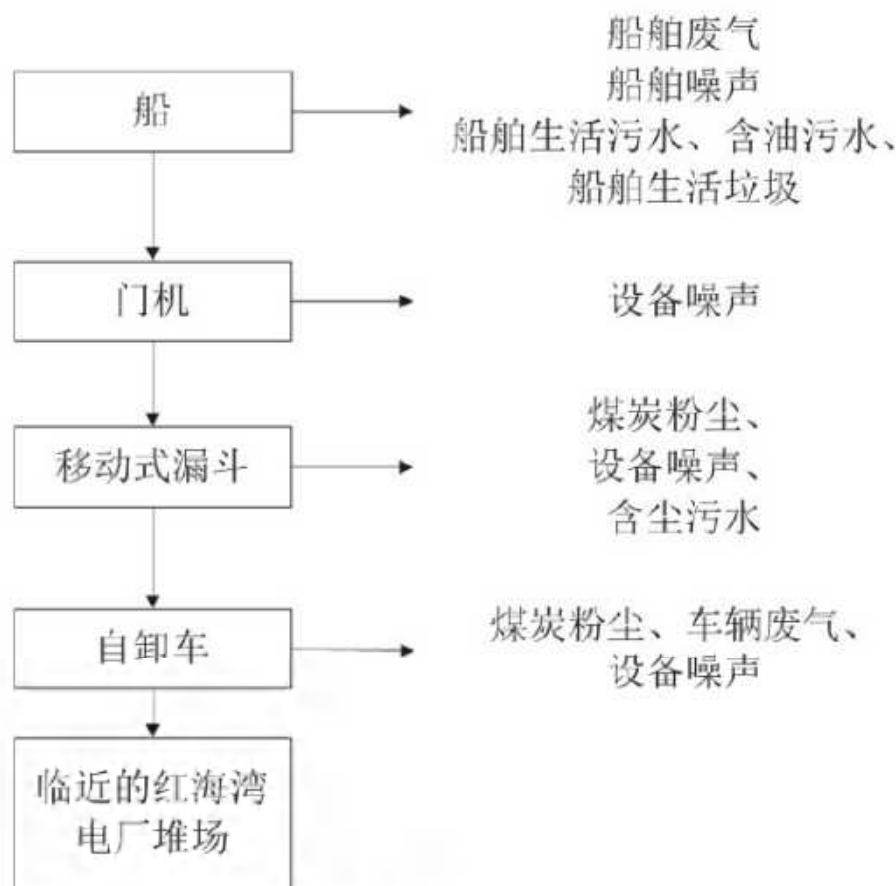 船
船舶废气
船舶噪声
船舶生活污水、含油污水、
船舶生活垃圾
门机
设备噪声
移动式漏斗
煤炭粉尘、
设备噪声、
含尘污水
自卸车
煤炭粉尘、车辆废气、
设备噪声
临近的红海湾
电厂堆场